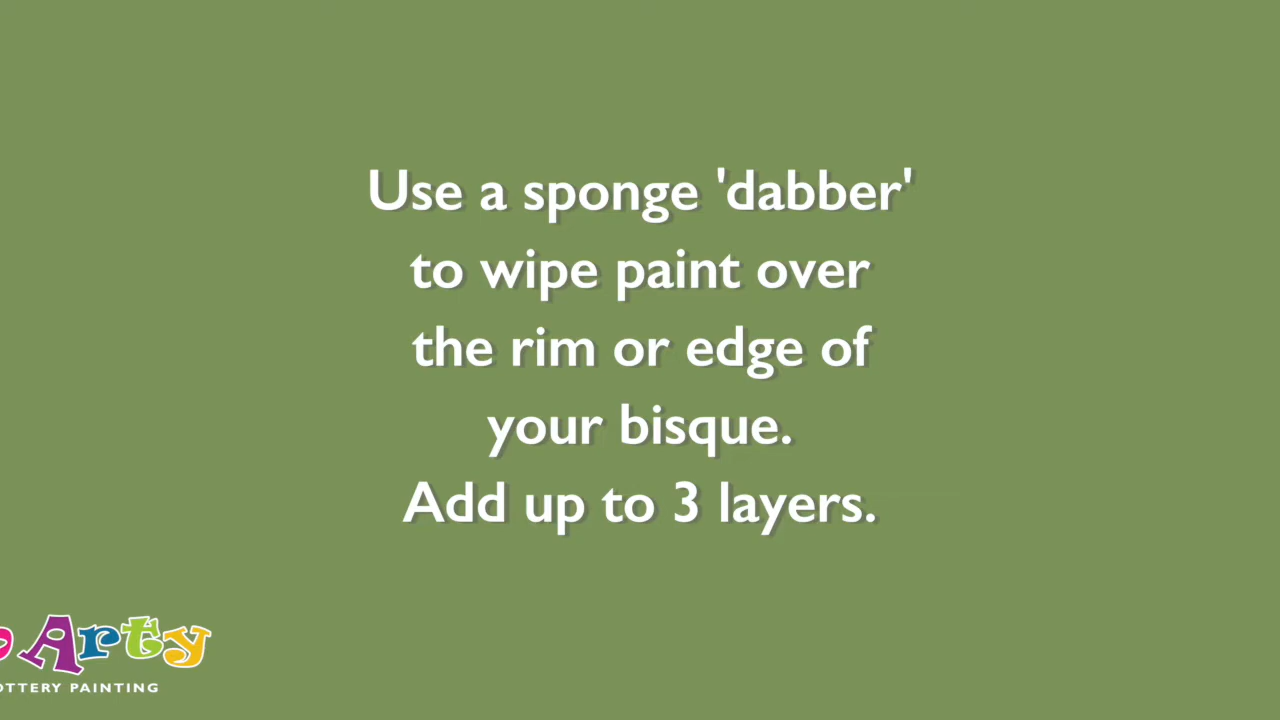 Use a sponge 'dabber'
to wipe paint over
the rim or edge of
your bisque.
Add up to 3 layers.
Arty
PAINTING